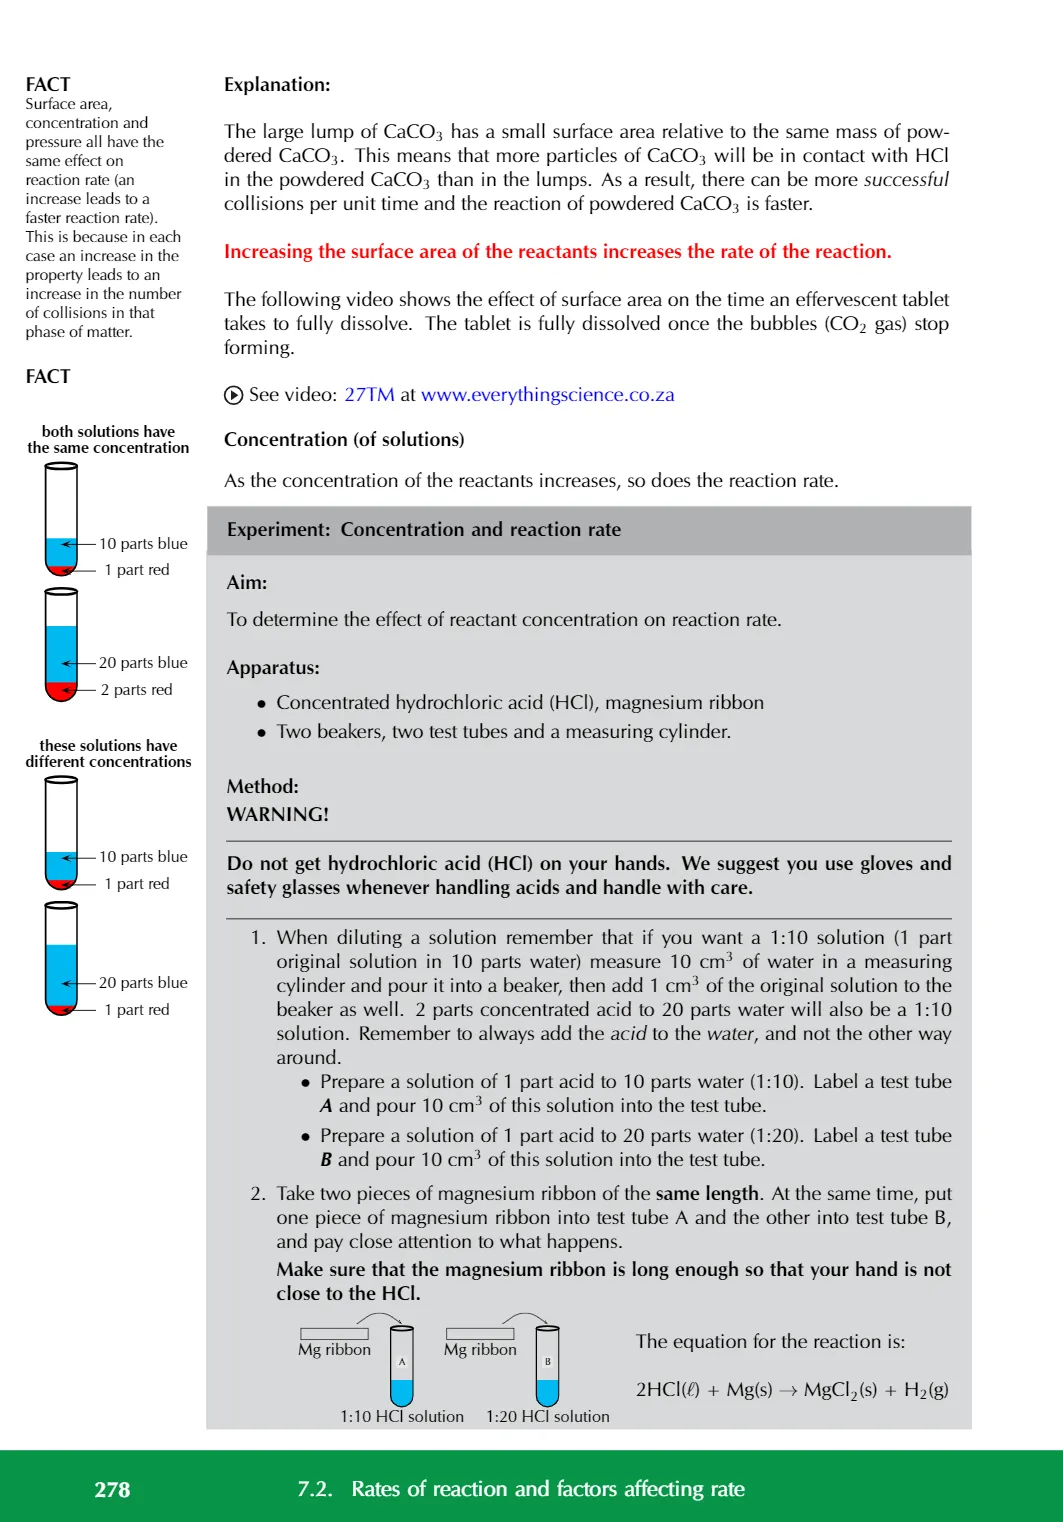 FACT
Surface area,
concentration and
pressure all have the
same effect on
reaction rate (an
increase leads to a
faster reaction rate).
This is because in each
case an increase in the
property leads to an
increase in the number
of collisions in that
phase of matter.
FACT
both solutions have
the same concentration
10 parts blue
1 part red
20 parts blue
2 parts red
these solutions have
different concentrations
10 parts blue
1 part red
20 parts blue
1 part red
Explanation:
The large lump of CaCO₃ has a small surface area relative to the same mass of pow-
dered CaCO₃. This means that more particles of CaCO₃ will be in contact with HCl
in the powdered CaCO₃ than in the lumps. As a result, there can be more successful
collisions per unit time and the reaction of powdered CaCO₃ is faster.
Increasing the surface area of the reactants increases the rate of the reaction.
The following video shows the effect of surface area on the time an effervescent tablet
takes to fully dissolve. The tablet is fully dissolved once the bubbles (CO₂ gas) stop
forming.
See video: 27TM at www.everythingscience.co.za
Concentration (of solutions)
As the concentration of the reactants increases, so does the reaction rate.
Experiment: Concentration and reaction rate
Aim:
To determine the effect of reactant concentration on reaction rate.
Apparatus:
• Concentrated hydrochloric acid (HCl), magnesium ribbon
• Two beakers, two test tubes and a measuring cylinder.
Method:
WARNING!
Do not get hydrochloric acid (HCl) on your hands. We suggest you use gloves and
safety glasses whenever handling acids and handle with care.
1. When diluting a solution remember that if you want a 1:10 solution (1 part
original solution in 10 parts water) measure 10 cm³ of water in a measuring
cylinder and pour it into a beaker, then add 1 cm³ of the original solution to the
beaker as well. 2 parts concentrated acid to 20 parts water will also be a 1:10
solution. Remember to always add the acid to the water, and not the other way
around.
• Prepare a solution of 1 part acid to 10 parts water (1:10). Label a test tube
A and pour 10 cm³ of this solution into the test tube.
• Prepare a solution of 1 part acid to 20 parts water (1:20). Label a test tube
B and pour 10 cm³ of this solution into the test tube.
2. Take two pieces of magnesium ribbon of the same length. At the same time, put
one piece of magnesium ribbon into test tube A and the other into test tube B,
and pay close attention to what happens.
Make sure that the magnesium ribbon is long enough so that your hand is not
close to the HCl.
Mg ribbon
A
1:10 HCl solution
Mg ribbon
B
1:20 HCl solution
The equation for the reaction is:
2HCl(ℓ) + Mg(s) → MgCl₂(s) + H₂(g)
278
7.2. Rates of reaction and factors affecting rate